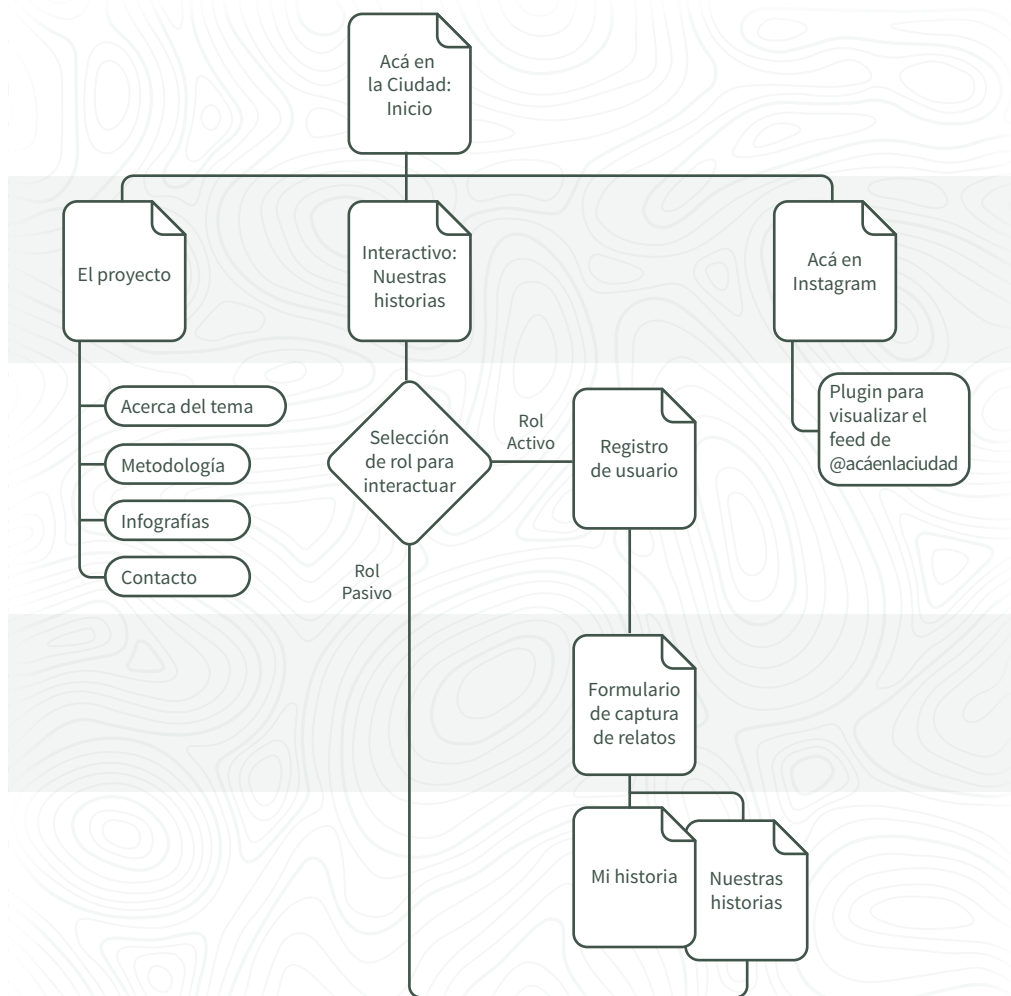 Acá en
la Ciudad:
Inicio
El proyecto
Interactivo:
Nuestras
historias
Acá en
Instagram
Acerca del tema
Metodología
Infografías
Contacto
Selección
de rol para
interactuar
Rol
Activo
Registro
de usuario
Plugin para
visualizar el
feed de
@acáenlaciudad
Rol
Pasivo
Formulario
de captura
de relatos
Mi historia
Nuestras
historias